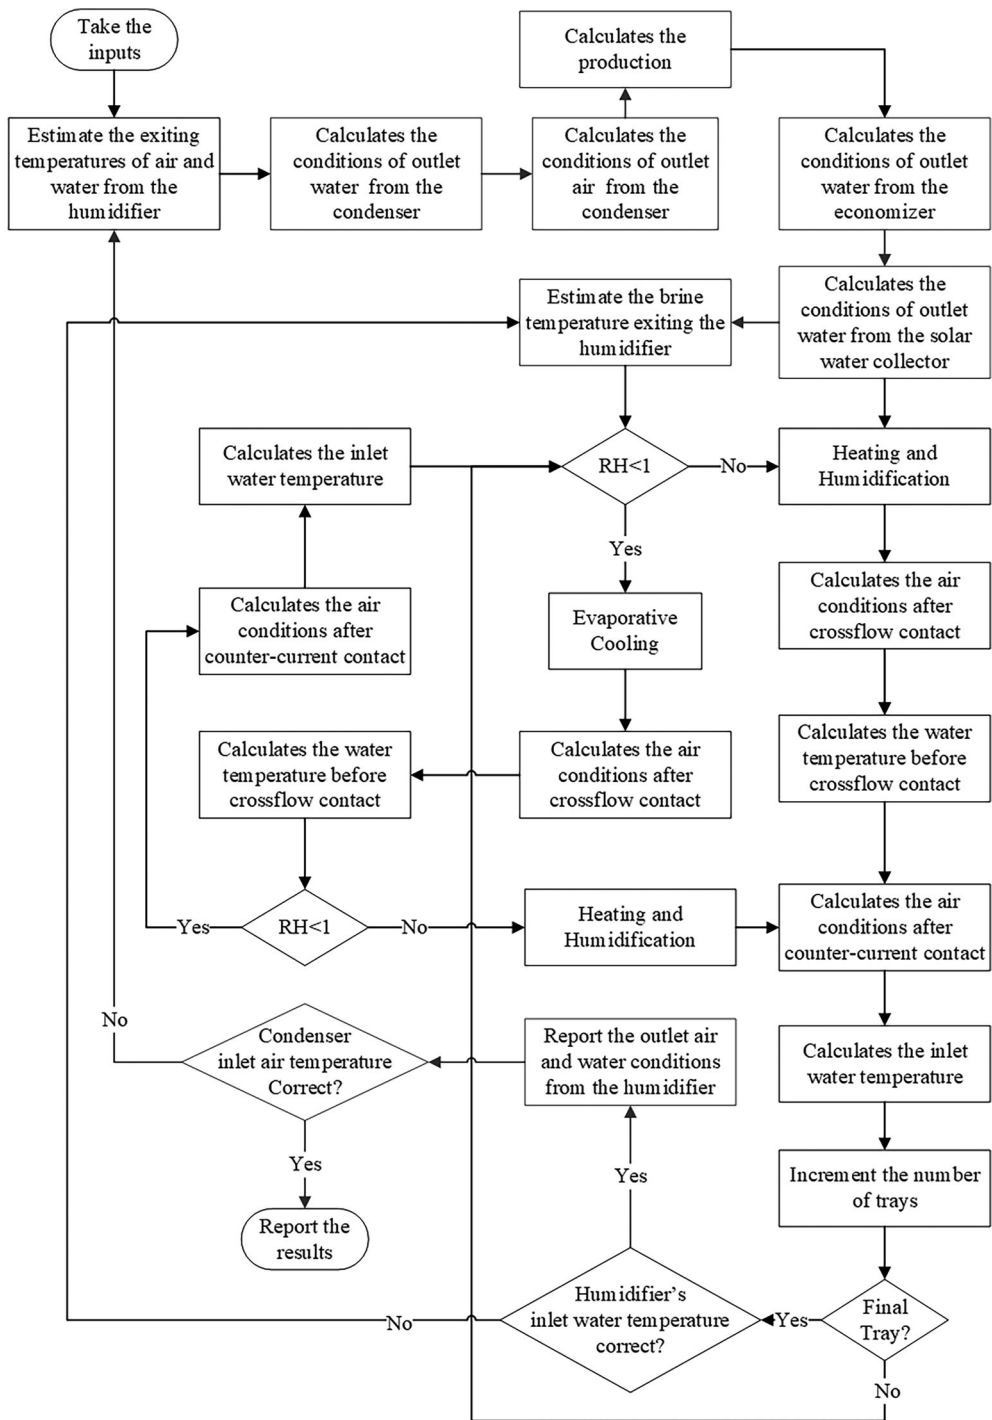 Take the
inputs
Calculates the
production
Estimate the exiting
temperatures of air and
water from the
humidifier
Calculates the
conditions of outlet
water from the
condenser
Calculates the
conditions of outlet
air from the
condenser
Calculates the
conditions of outlet
water from the
economizer
Estimate the brine
temperature exiting the
humidifier
Calculates the
conditions of outlet
water from the solar
water collector
Calculates the inlet
water temperature
RH<1
No
Heating and
Humidification
Yes
Calculates the air
conditions after
counter-current contact
Evaporative
Cooling
Calculates the air
conditions after
crossflow contact
Calculates the water
temperature before
crossflow contact
Calculates the air
conditions after
crossflow contact
Calculates the water
temperature before
crossflow contact
Yes
RH<1
No
Heating and
Humidification
Calculates the air
conditions after
counter-current contact
No
Condenser
inlet air temperature
Correct?
Report the outlet air
and water conditions
from the humidifier
Calculates the inlet
water temperature
Yes
Yes
Increment the number
of trays
Report the
results
No
Humidifier's
inlet water temperature
correct?
Yes
Final
Tray?
No